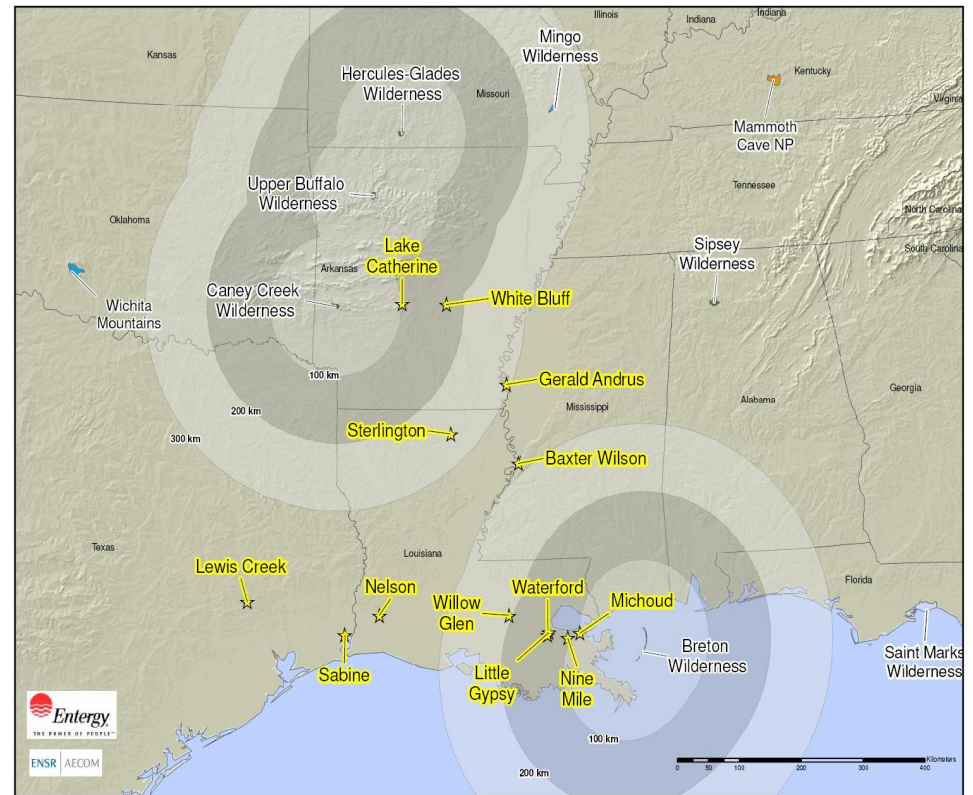 Illinois
Indiana
Indiana
Mingo
Wilderness
Kansas
Hercules-Glades
Wilderness
Missouri
Kentucky
Virginia
Mammoth
Cave NP
Upper Buffalo
Wilderness
Tennessee
North Carolina
Oklahoma
Lake
Catherine
Sipsey
Wilderness
South Carolina
Arkansas
Caney Creek
Wilderness
White Bluff
Wichita
Mountains
100 km
Gerald Andrus
Georgia
200 km
Mississippi
Alabama
Sterlington
300 km
Baxter Wilson
Texas
Louisiana
Lewis Creek
Nelson
Waterford
Florida
Willow
Glen
Michoud
Breton
Wilderness
Saint Marks
Wilderness
Sabine
Little
Gypsy
Nine
Mile
Entergy
THE POWER OF PEOPLE
100 km
ENSR AECOM
200 km
Kilometers
0 50 100 200 300 400